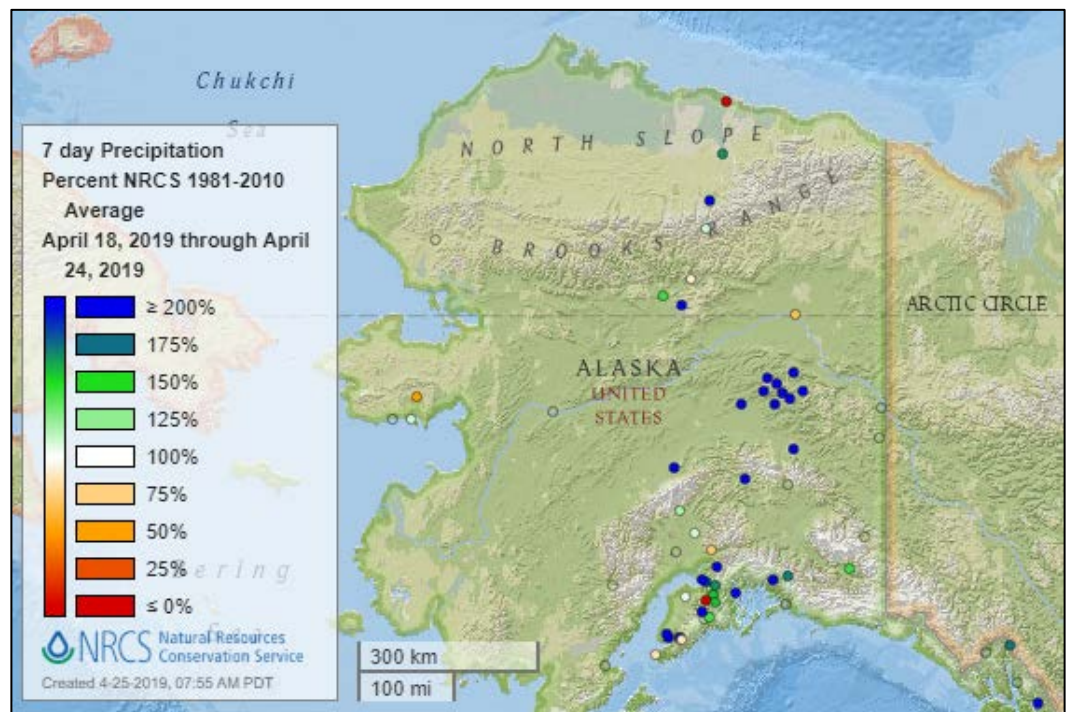 Chukchi
Sea
NORTH SLOPE
BROOKS RANGE
ARCTIC CIRCLE
ALASKA
UNITED
STATES
7 day Precipitation
Percent NRCS 1981-2010
Average
April 18, 2019 through April
24, 2019
≥ 200%
175%
150%
125%
100%
75%
50%
25%
≤ 0%
ering
NRCS Natural Resources
Conservation Service
Created 4-25-2019, 07:55 AM PDT
300 km
100 mi